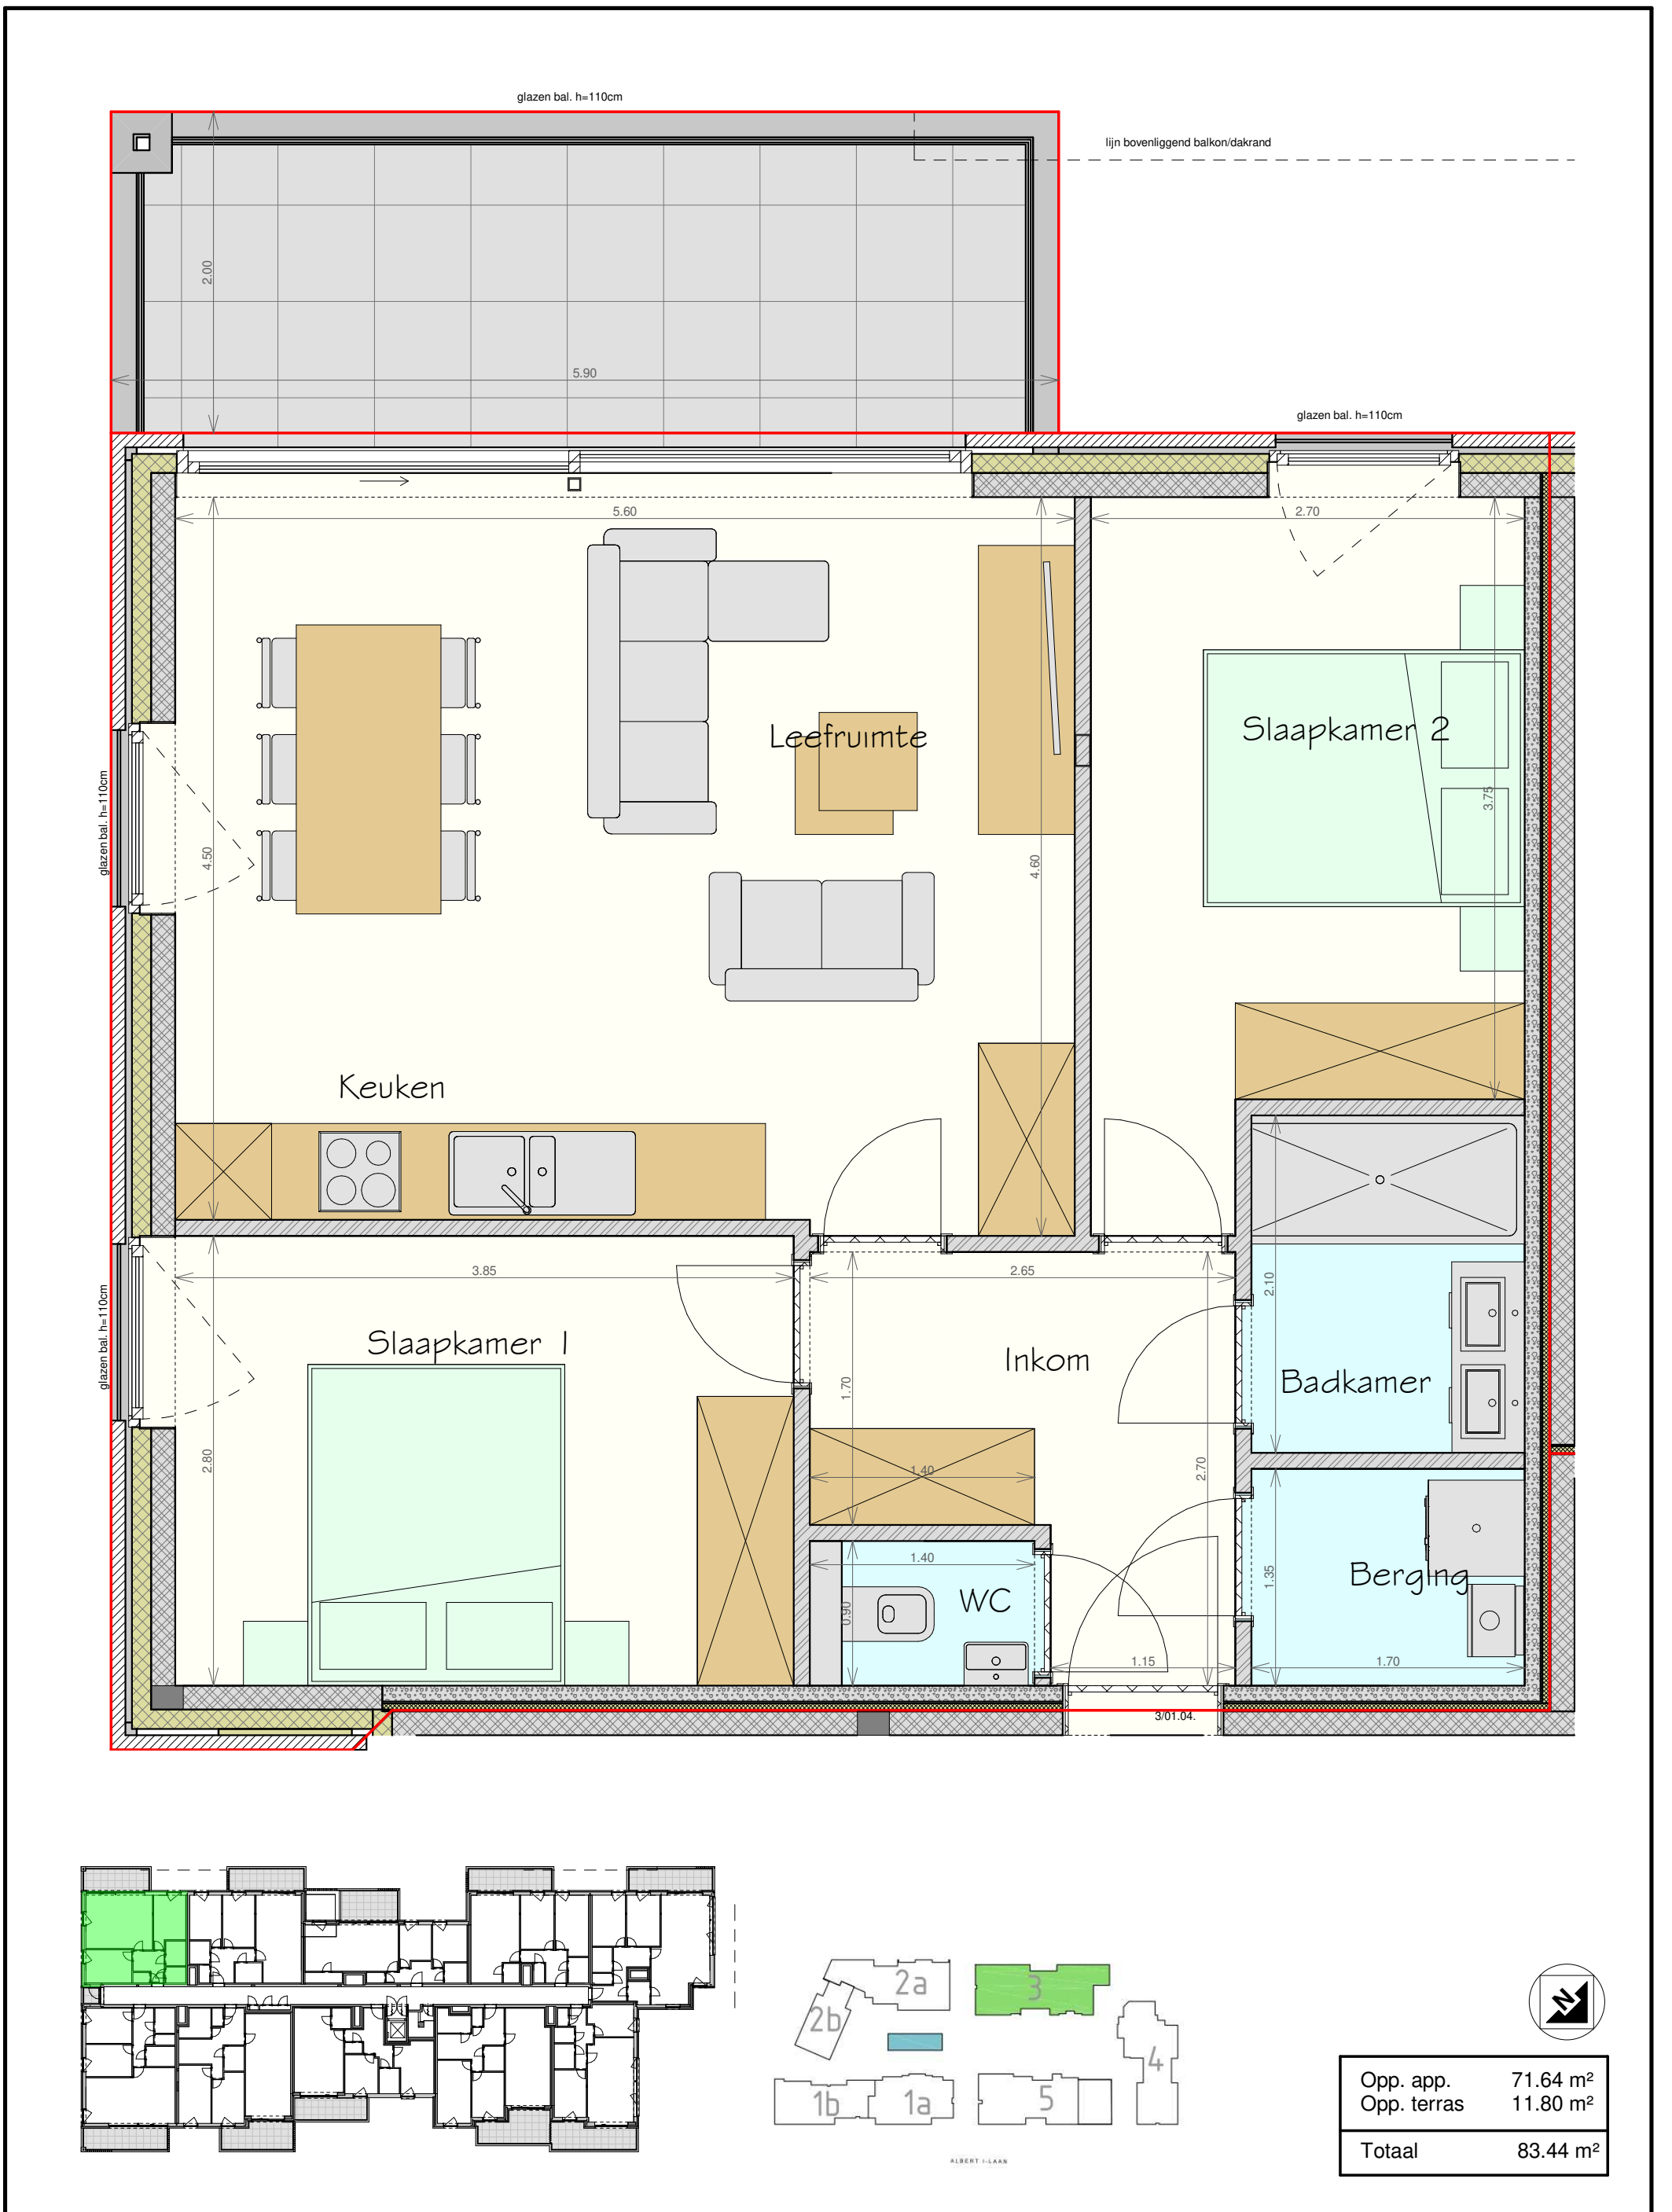 glazen bal. h=110cm
lijn bovenliggend balkon/dakrand
2.00
5.90
glazen bal. h=110cm
5.60
2.70
Leefruimte
Slaapkamer 2
3.75
glazen bal. h=110cm
4.50
4.60
Keuken
3.85
2.65
2.10
glazen bal. h=110cm
Slaapkamer 1
Inkom
Badkamer
1.70
2.80
1.40
2.70
1.40
WC
0.90
Berging
1.35
1.15
1.70
3/01.04.
2a
3
2b
4
1b
1a
5
ALBERT I-LAAN
N
Opp. app. 71.64 m²
Opp. terras 11.80 m²
Totaal 83.44 m²